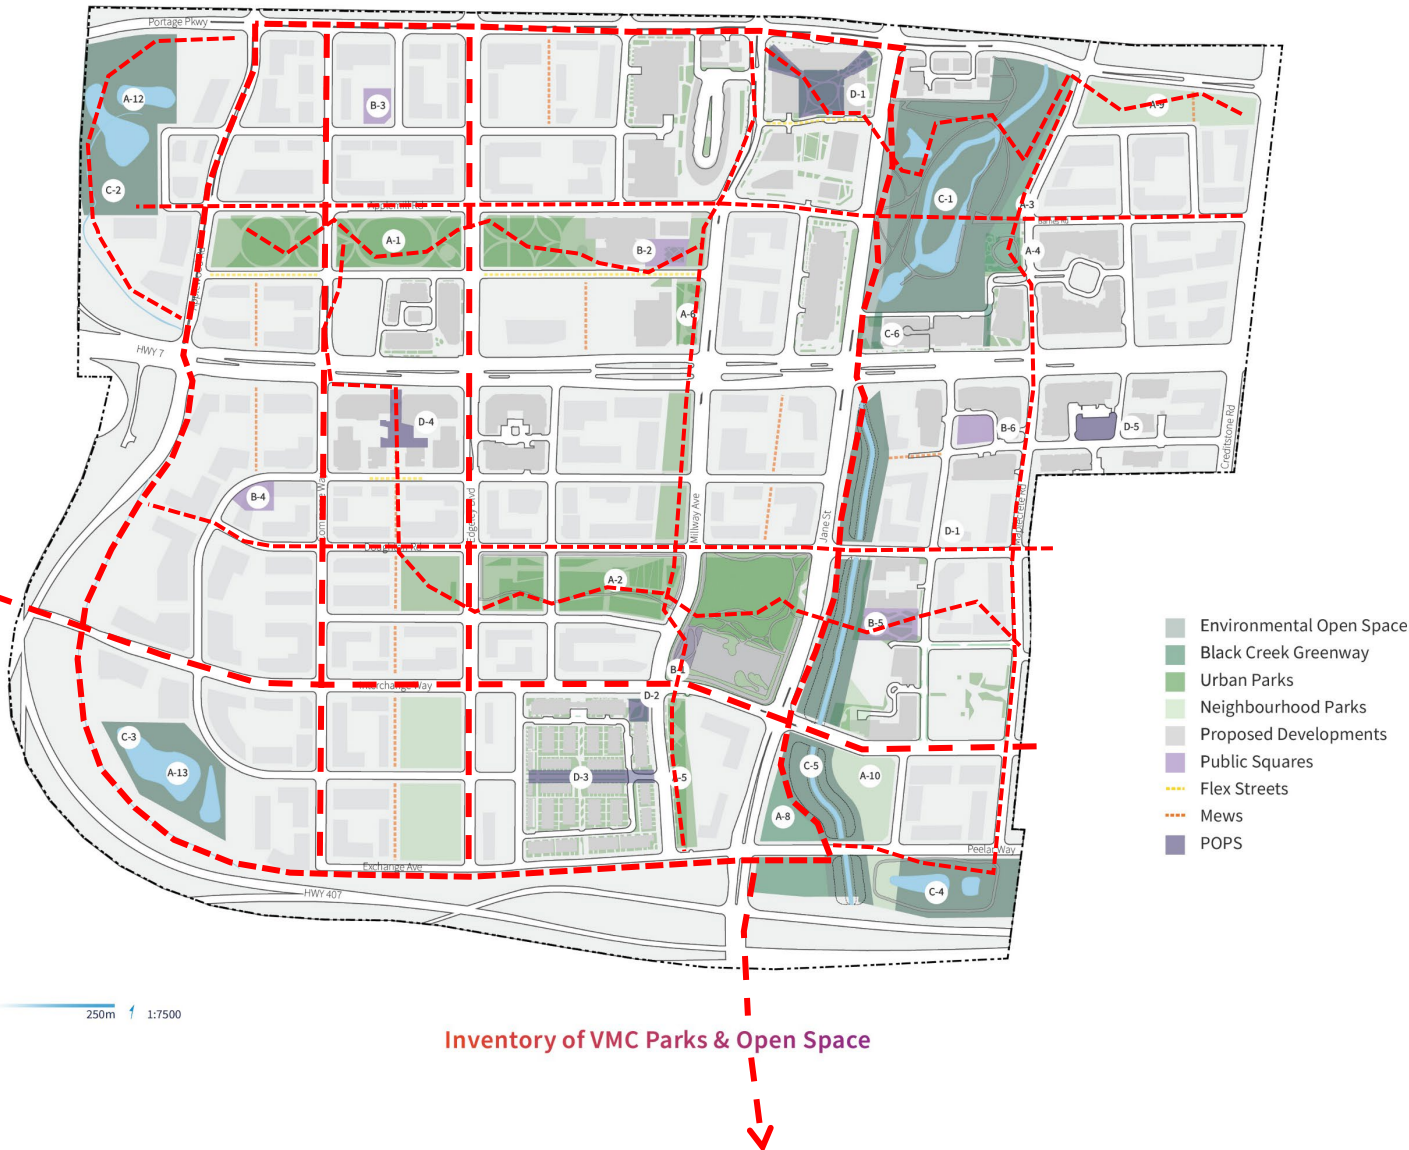 Portage Pkwy
A-12
B-3
D-1
A-9
C-2
C-1
A-3
Applemill Rd
A-1
B-2
A-4
A-6
C-6
HWY 7
D-4
B-6
D-5
Creditstone Rd
B-4
Edgeley Blvd
Millway Ave
Jane St
D-1
A-2
B-5
B-1
Interchange Way
D-2
C-3
A-13
D-3
C-5
A-10
A-8
Peelar Way
Exchange Ave
C-4
HWY 407
Environmental Open Space
Black Creek Greenway
Urban Parks
Neighbourhood Parks
Proposed Developments
Public Squares
Flex Streets
Mews
POPS
250m
1:7500
Inventory of VMC Parks & Open Space